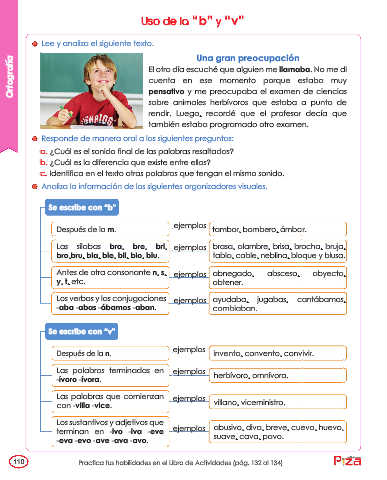 Uso de la "b" y "v"
Ortografía
Lee y analiza el siguiente texto.
Una gran preocupación
El otro día escuché que alguien me llamaba. No me di
cuenta en ese momento porque estaba muy
pensativo y me preocupaba el examen de ciencias
sobre animales herbívoros que estaba a punto de
rendir. Luego, recordé que el profesor decía que
también estaba programado otro examen.
Responde de manera oral a las siguientes preguntas:
a. ¿Cuál es el sonido final de las palabras resaltadas?
b. ¿Cuál es la diferencia que existe entre ellas?
c. Identifica en el texto otras palabras que tengan el mismo sonido.
Analiza la información de los siguientes organizadores visuales.
Se escribe con "b"
Después de la m.
ejemplos
tambor, bombero, ámbar.
Las sílabas bra, bre, bri,
bro,bru, bla, ble, bli, blo, blu.
ejemplos
brasa, alambre, brisa, brocha, bruja,
tabla, cable, neblina, bloque y blusa.
Antes de otra consonante n, s,
y, t, etc.
ejemplos
abnegado, absceso, obyecto,
obtener.
Los verbos y las conjugaciones
-aba -abas -ábamos -aban.
ejemplos
ayudaba, jugabas, cantábamos,
cambiaban.
Se escribe con "v"
Después de la n.
ejemplos
invento, convento, convivir.
Las palabras terminadas en
-ívoro -ívora.
ejemplos
herbívoro, omnívora.
Las palabras que comienzan
con -villa -vice.
ejemplos
villano, viceministro.
Los sustantivos y adjetivos que
terminan en -ivo -iva -eve
-eva -evo -ave -ava -avo.
ejemplos
abusivo, diva, breve, cueva, huevo,
suave, cava, pavo.
110
Practica tus habilidades en el Libro de Actividades (pág. 132 al 134)